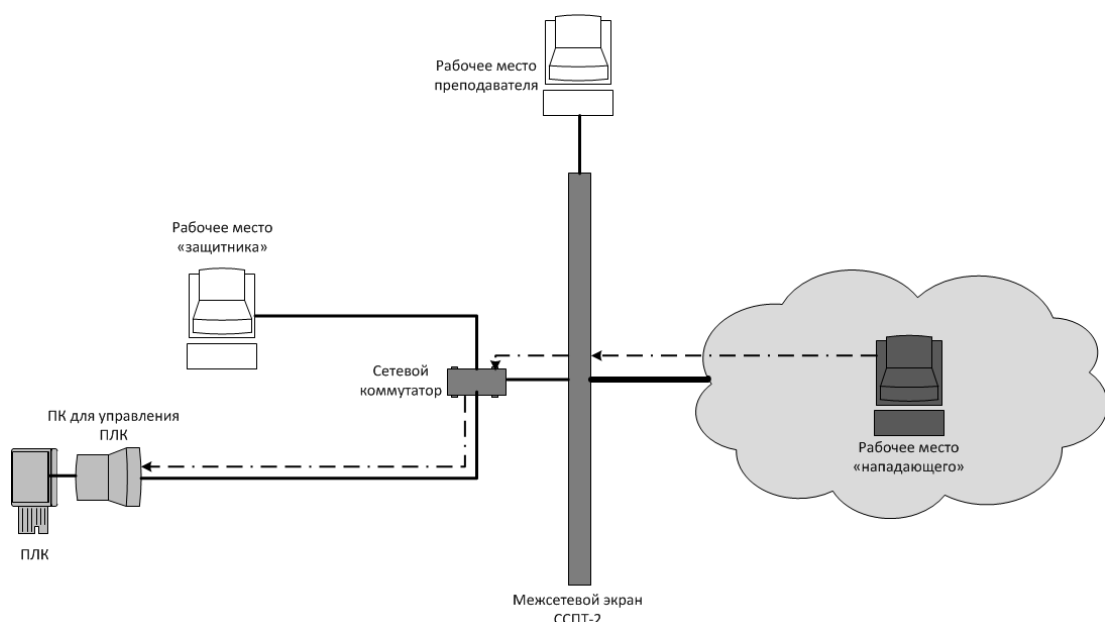 Рабочее место
преподавателя
Рабочее место
«защитника»
Сетевой
коммутатор
ПК для управления
ПЛК
ПЛК
Рабочее место
«нападающего»
Межсетевой экран
ССПТ-2